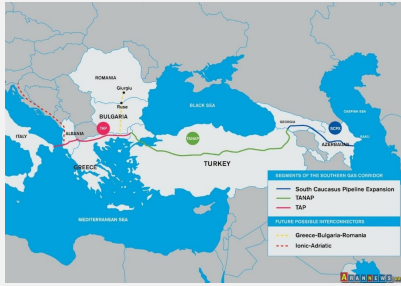 ROMANIA
Giurgiu
Ruse
BLACK SEA
BULGARIA
TAP
ITALY
ALBANIA
GREECE
TANAP
TURKEY
GEORGIA
SCPX
CASPIAN SEA
BAKU
AZERBAIJAN
MEDITERRANEAN SEA
SEGMENTS OF THE SOUTHERN GAS CORRIDOR
South Caucasus Pipeline Expansion
TANAP
TAP
FUTURE POSSIBLE INTERCONNECTORS
Greece-Bulgaria-Romania
Ionic-Adriatic
ARANNEWS